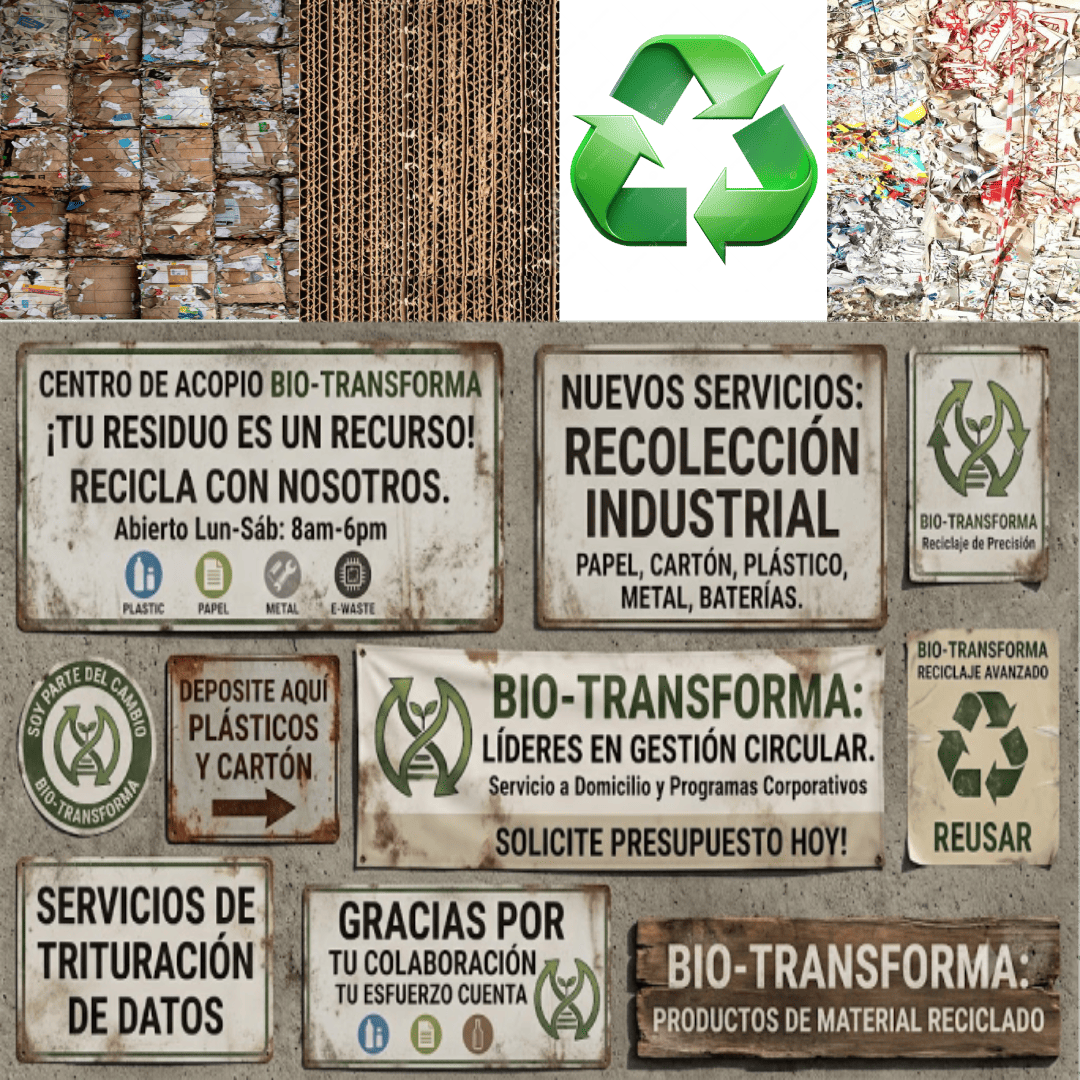 CENTRO DE ACOPIO BIO-TRANSFORMA
¡TU RESIDUO ES UN RECURSO!
RECICLA CON NOSOTROS.
Abierto Lun-Sáb: 8am-6pm
PLASTIC
PAPEL
METAL
E-WASTE
NUEVOS SERVICIOS:
RECOLECCIÓN
INDUSTRIAL
PAPEL, CARTÓN, PLÁSTICO,
METAL, BATERÍAS.
BIO-TRANSFORMA
Reciclaje de Precisión
SOY PARTE DEL CAMBIO
BIO-TRANSFORMA
DEPOSITE AQUÍ
PLÁSTICOS
Y CARTÓN
BIO-TRANSFORMA:
LÍDERES EN GESTIÓN CIRCULAR.
Servicio a Domicilio y Programas Corporativos
SOLICITE PRESUPUESTO HOY!
BIO-TRANSFORMA
RECICLAJE AVANZADO
REUSAR
SERVICIOS DE
TRITURACIÓN
DE DATOS
GRACIAS POR
TU COLABORACIÓN
TU ESFUERZO CUENTA
BIO-TRANSFORMA:
PRODUCTOS DE MATERIAL RECICLADO